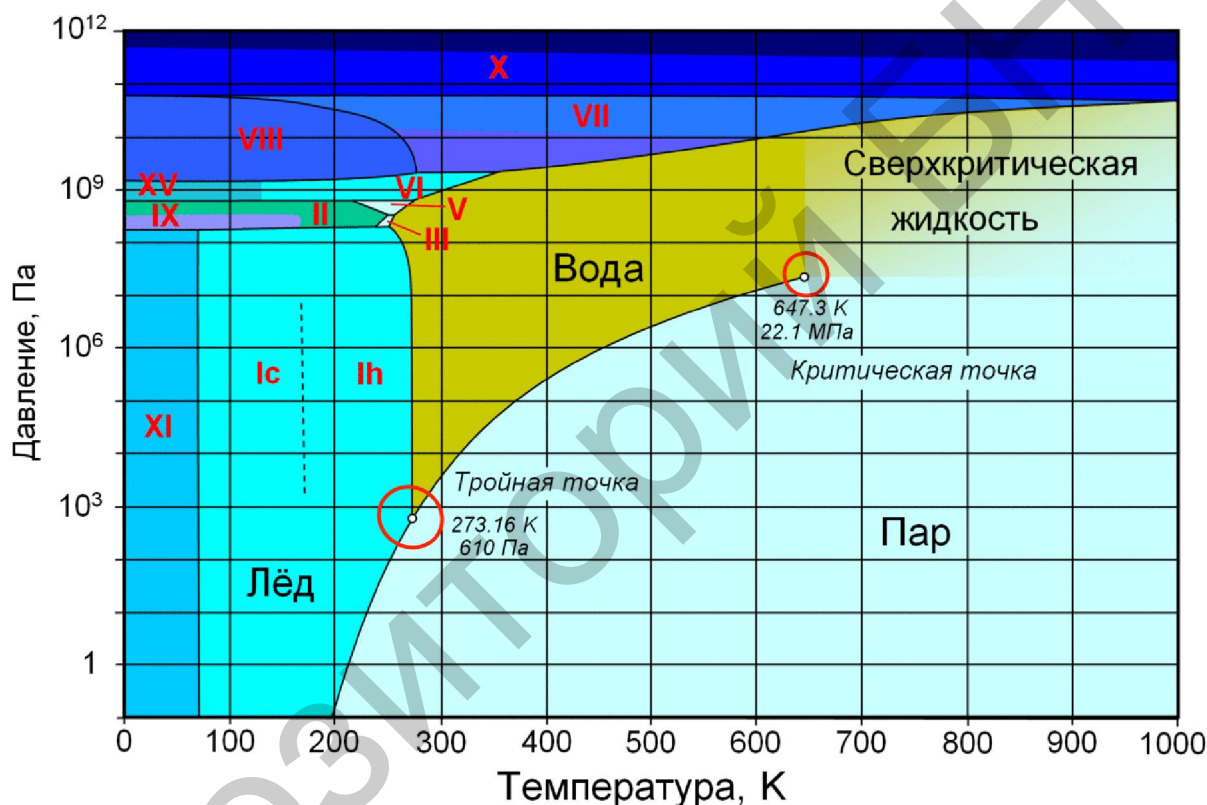 10¹²
X
VII
VIII
Сверхкритическая
жидкость
10⁹
XV
VI
IX
II
V
III
Вода
647.3 К
22.1 МПа
Критическая точка
Давление, Па
10⁶
Ic
Ih
XI
Тройная точка
10³
273.16 К
610 Па
Пар
Лёд
1
0 100 200 300 400 500 600 700 800 900 1000
Температура, К